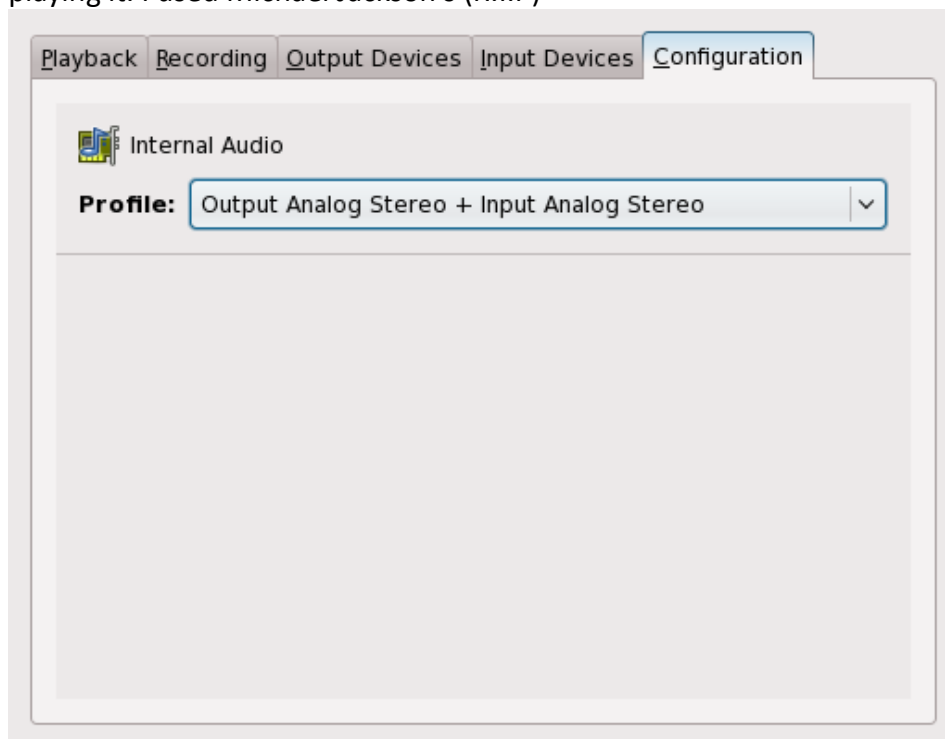 Playback Recording Output Devices Input Devices Configuration
Internal Audio
Profile: Output Analog Stereo + Input Analog Stereo